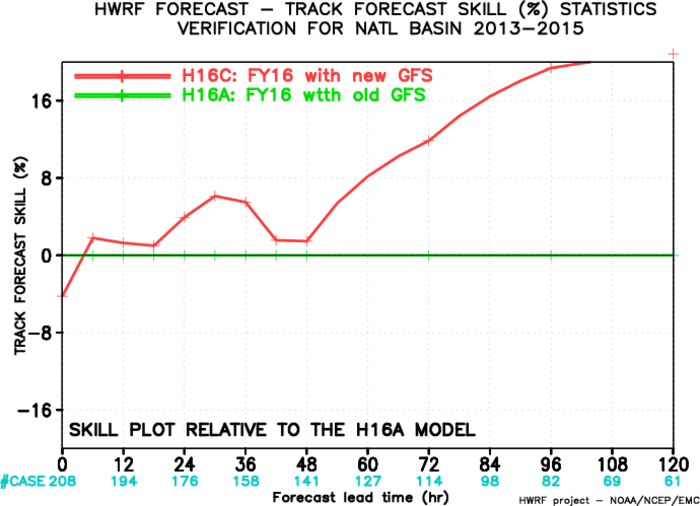 HWRF FORECAST – TRACK FORECAST SKILL (%) STATISTICS
VERIFICATION FOR NATL BASIN 2013–2015
H16C: FY16 with new GFS
H16A: FY16 wtth old GFS
TRACK FORECAST SKILL (%)
16
8
0
–8
–16
SKILL PLOT RELATIVE TO THE H16A MODEL
0 12 24 36 48 60 72 84 96 108 120
#CASE 208 194 176 158 141 127 114 98 82 69 61
Forecast lead time (hr)
HWRF project – NOAA/NCEP/EMC